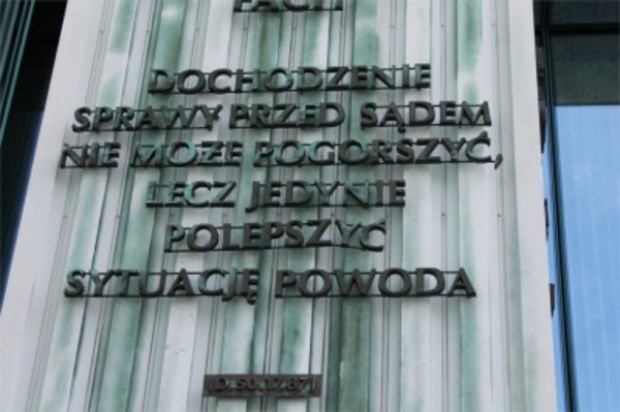 DOCHODZENIE
SPRAWY PRZED SĄDEM
NIE MOŻE POGORSZYĆ,
LECZ JEDYNIE
POLEPSZYĆ
SYTUACJĘ POWODA
(D. 50. 17. 87)